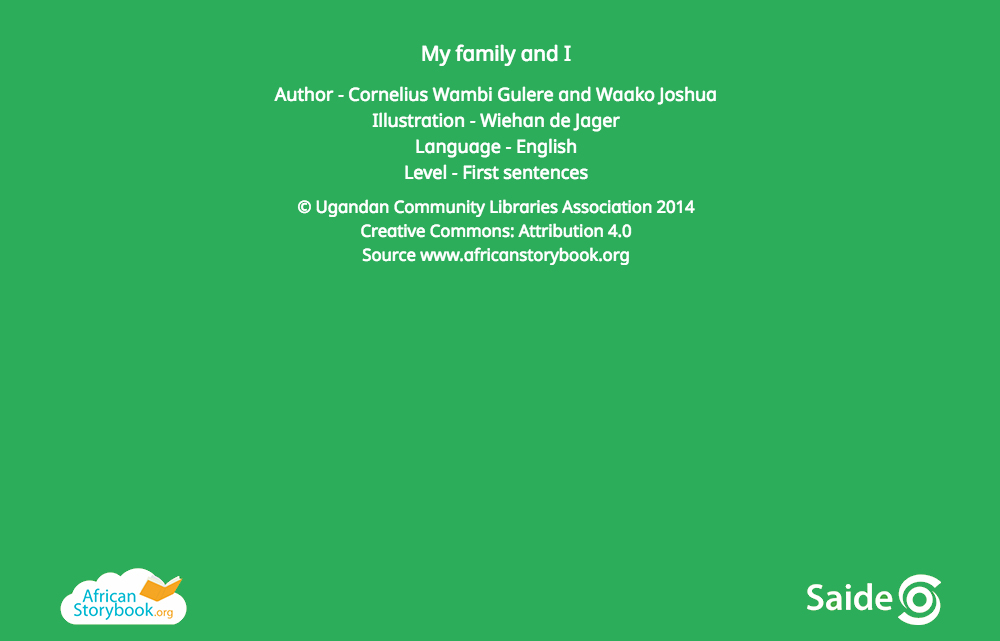 My family and I
Author - Cornelius Wambi Gulere and Waako Joshua
Illustration - Wiehan de Jager
Language - English
Level - First sentences
© Ugandan Community Libraries Association 2014
Creative Commons: Attribution 4.0
Source www.africanstorybook.org
African
Storybook.org
Saide